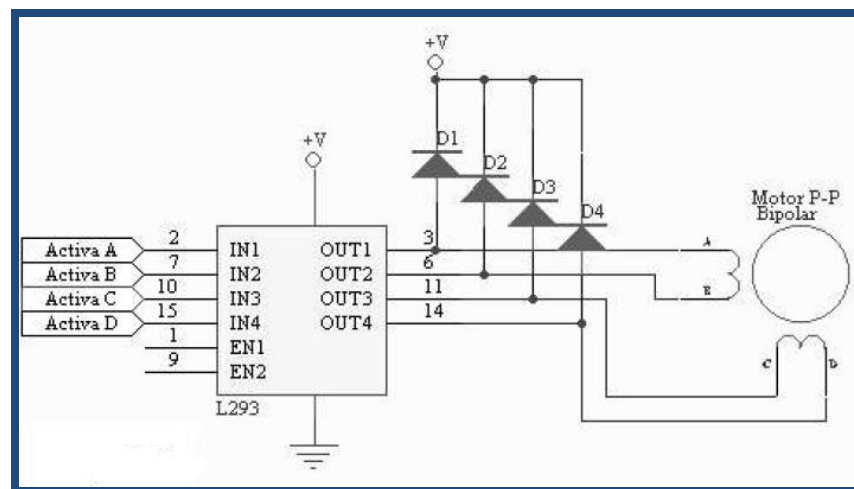 +V
+V
D1
D2
D3
D4
Motor P-P
Bipolar
Activa A 2 IN1 OUT1 3 A
Activa B 7 IN2 OUT2 6
Activa C 10 IN3 OUT3 11 B
Activa D 15 IN4 OUT4 14
1 EN1
9 EN2
C D
L293